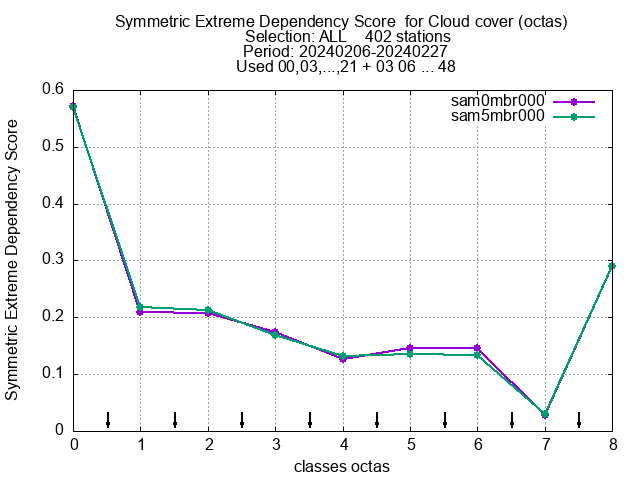 Symmetric Extreme Dependency Score  for Cloud cover (octas)
Selection: ALL    402 stations
Period: 20240206-20240227
Used 00,03,...,21 + 03 06 ... 48
sam0mbr000
sam5mbr000
Symmetric Extreme Dependency Score
0.6
0.5
0.4
0.3
0.2
0.1
0
0 1 2 3 4 5 6 7 8
classes octas